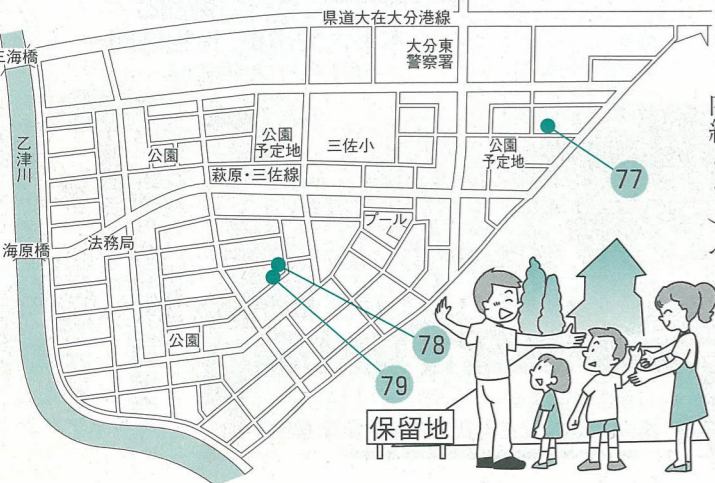 県道大在大分港線
三海橋
大分東
警察署
乙津川
公園
公園
予定地
三佐小
公園
予定地
77
萩原・三佐線
プール
海原橋
法務局
78
公園
79
保留地